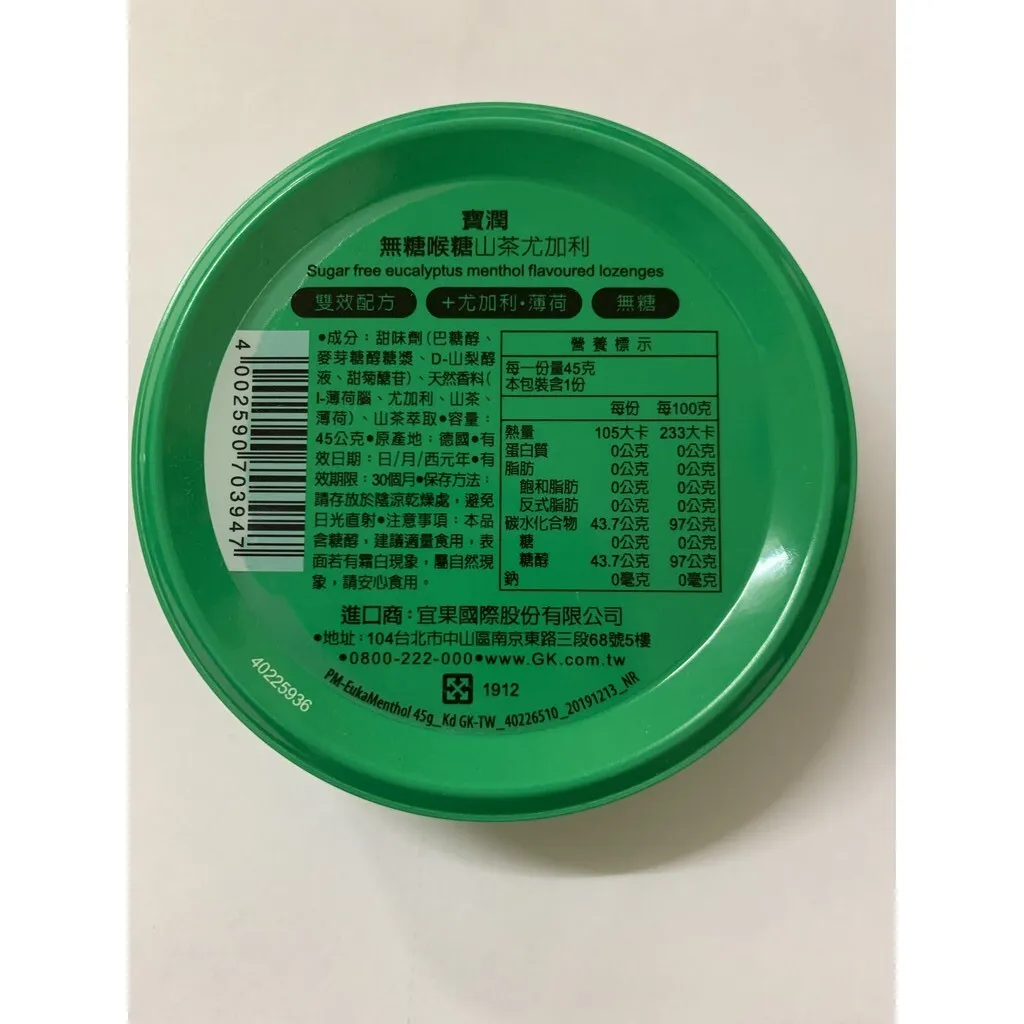 寶潤
無糖喉糖山茶尤加利
Sugar free eucalyptus menthol flavoured lozenges
雙效配方
+尤加利·薄荷
無糖
4 002590 703947
●成分：甜味劑(巴糖醇、
麥芽糖醇糖漿、D-山梨醇
液、甜菊醣苷)、天然香料(
l-薄荷腦、尤加利、山茶、
薄荷)、山茶萃取●容量：
45公克●原產地：德國●有
效日期：日/月/西元年●有
效期限：30個月●保存方法：
請存放於陰涼乾燥處，避免
日光直射●注意事項：本品
含糖醇，建議適量食用，表
面若有霜白現象，屬自然現
象，請安心食用。
營養標示
每一份量45克
本包裝含1份
每份 每100克
熱量 105大卡 233大卡
蛋白質 0公克 0公克
脂肪 0公克 0公克
飽和脂肪 0公克 0公克
反式脂肪 0公克 0公克
碳水化合物 43.7公克 97公克
糖 0公克 0公克
糖醇 43.7公克 97公克
鈉 0毫克 0毫克
進口商：宜果國際股份有限公司
●地址：104台北市中山區南京東路三段68號5樓
●0800-222-000●www.GK.com.tw
1912
PM-EukaMenthol 45g_Kd GK-TW_40226510_20191213_NR
40225936